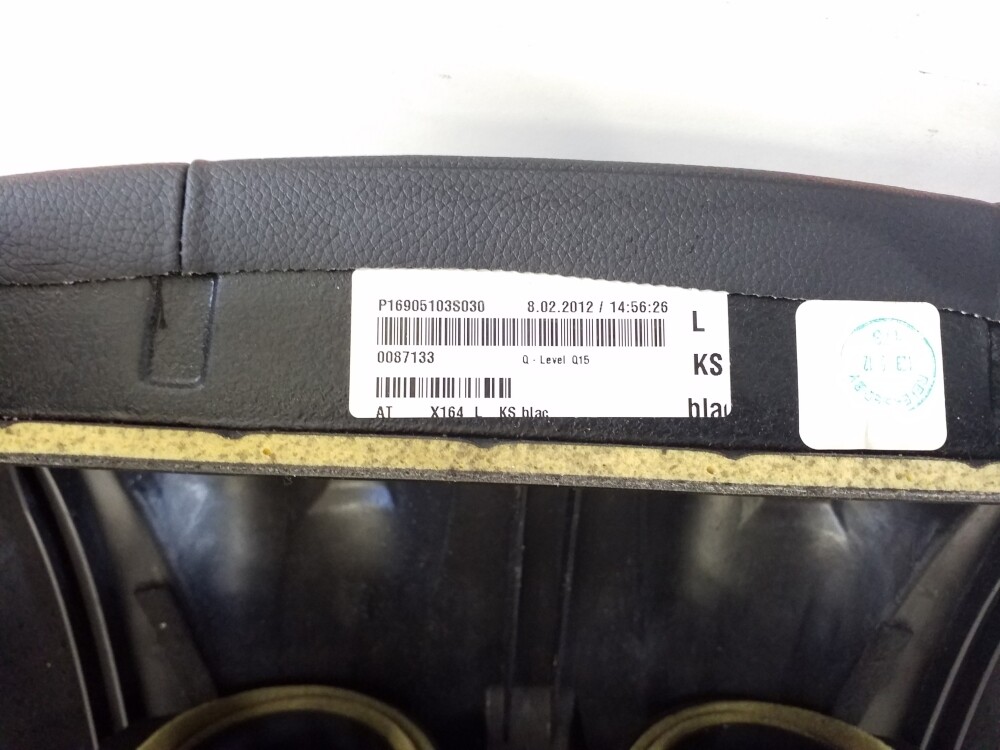 P16905103S030 8.02.2012 / 14:56:26
L
0087133 Q - Level Q15
KS
AT X164 L KS blac
blac